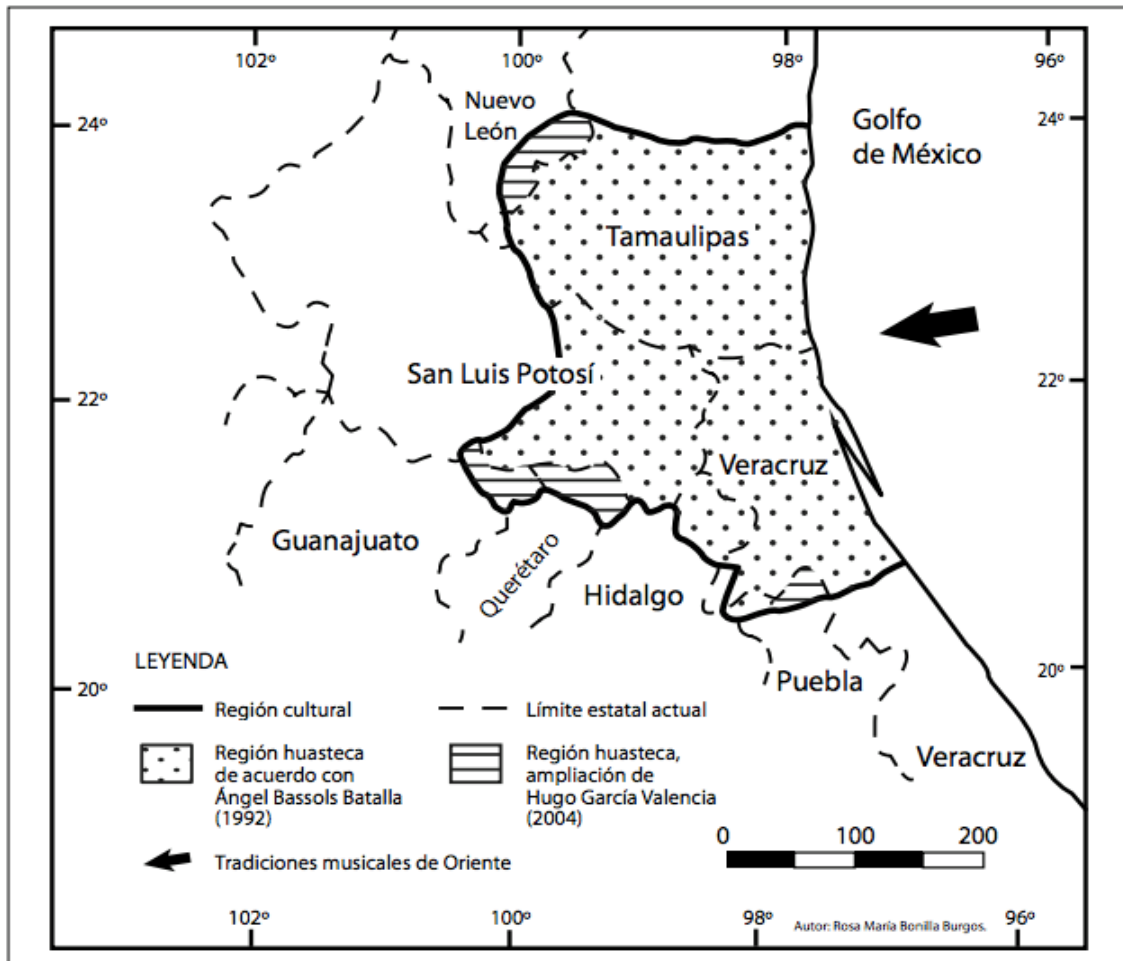 102º
100º
98º
96º
24º
Nuevo
León
Golfo
de México
24º
Tamaulipas
San Luis Potosí
22º
22º
Veracruz
Guanajuato
Querétaro
Hidalgo
Puebla
20º
20º
Veracruz
LEYENDA
Región cultural
Límite estatal actual
Región huasteca
de acuerdo con
Ángel Bassols Batalla
(1992)
Región huasteca,
ampliación de
Hugo García Valencia
(2004)
Tradiciones musicales de Oriente
0 100 200
102º
100º
98º
96º
Autor: Rosa María Bonilla Burgos.